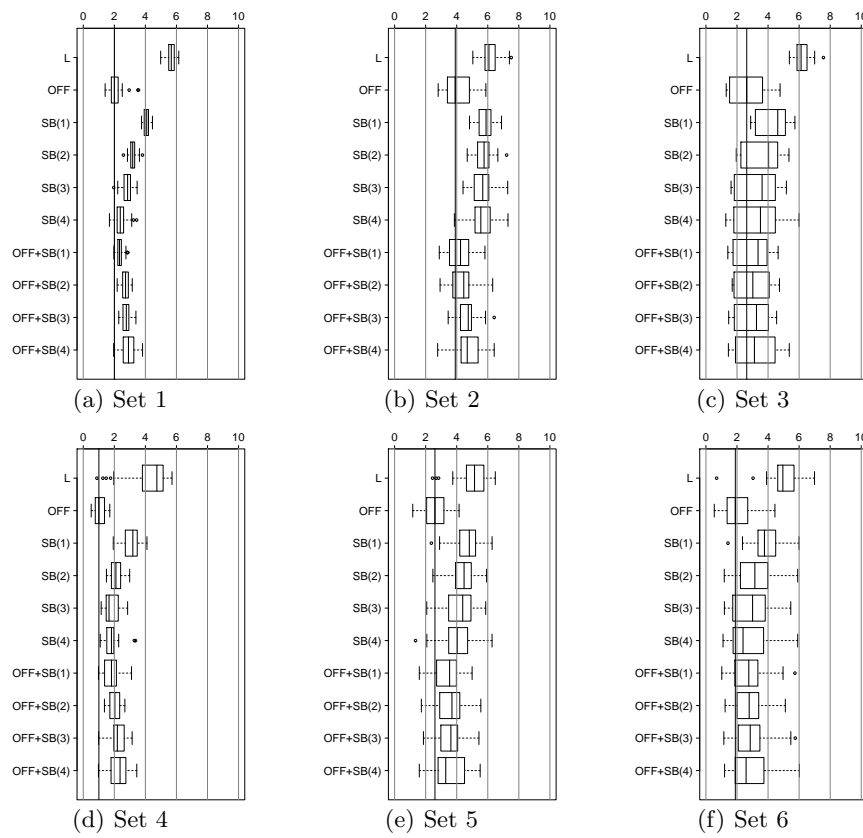 0 2 4 6 8 10
L
OFF
SB(1)
SB(2)
SB(3)
SB(4)
OFF+SB(1)
OFF+SB(2)
OFF+SB(3)
OFF+SB(4)
(a) Set 1
0 2 4 6 8 10
L
OFF
SB(1)
SB(2)
SB(3)
SB(4)
OFF+SB(1)
OFF+SB(2)
OFF+SB(3)
OFF+SB(4)
(b) Set 2
0 2 4 6 8 10
L
OFF
SB(1)
SB(2)
SB(3)
SB(4)
OFF+SB(1)
OFF+SB(2)
OFF+SB(3)
OFF+SB(4)
(c) Set 3
0 2 4 6 8 10
L
OFF
SB(1)
SB(2)
SB(3)
SB(4)
OFF+SB(1)
OFF+SB(2)
OFF+SB(3)
OFF+SB(4)
(d) Set 4
0 2 4 6 8 10
L
OFF
SB(1)
SB(2)
SB(3)
SB(4)
OFF+SB(1)
OFF+SB(2)
OFF+SB(3)
OFF+SB(4)
(e) Set 5
0 2 4 6 8 10
L
OFF
SB(1)
SB(2)
SB(3)
SB(4)
OFF+SB(1)
OFF+SB(2)
OFF+SB(3)
OFF+SB(4)
(f) Set 6